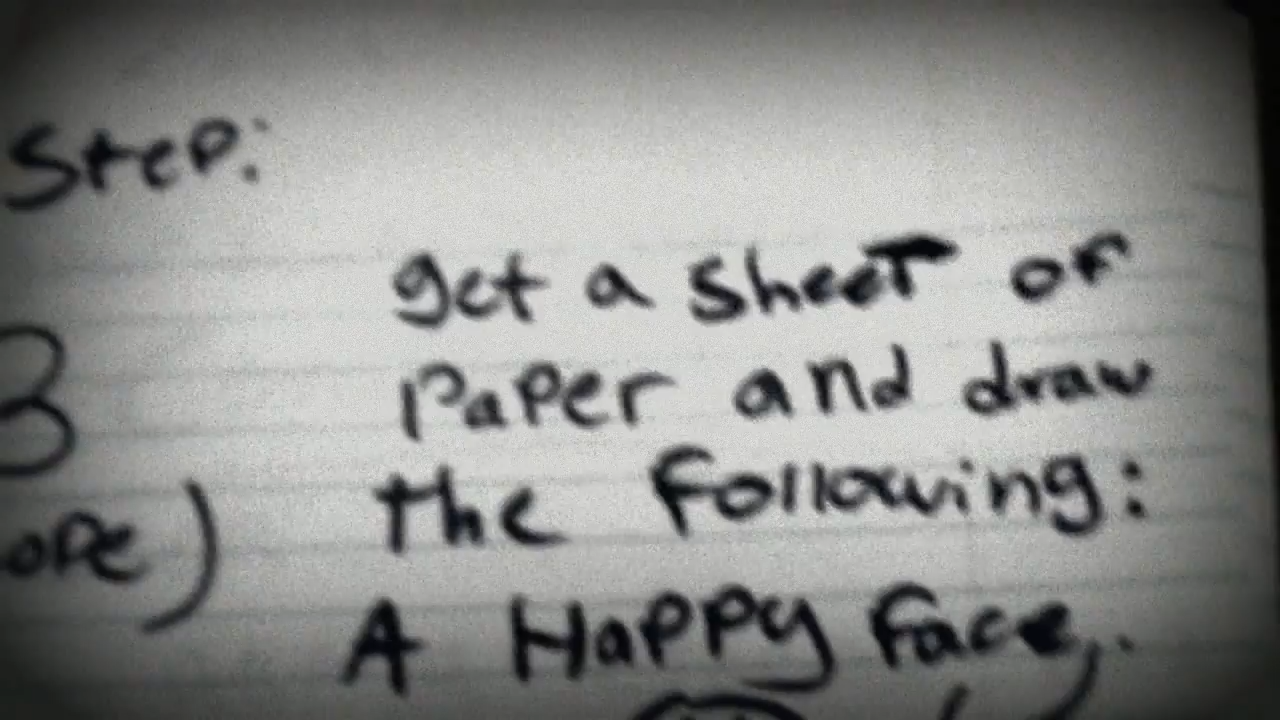 Step:
get a sheet of
Paper and draw
the following:
3
ope)
A Happy face,.